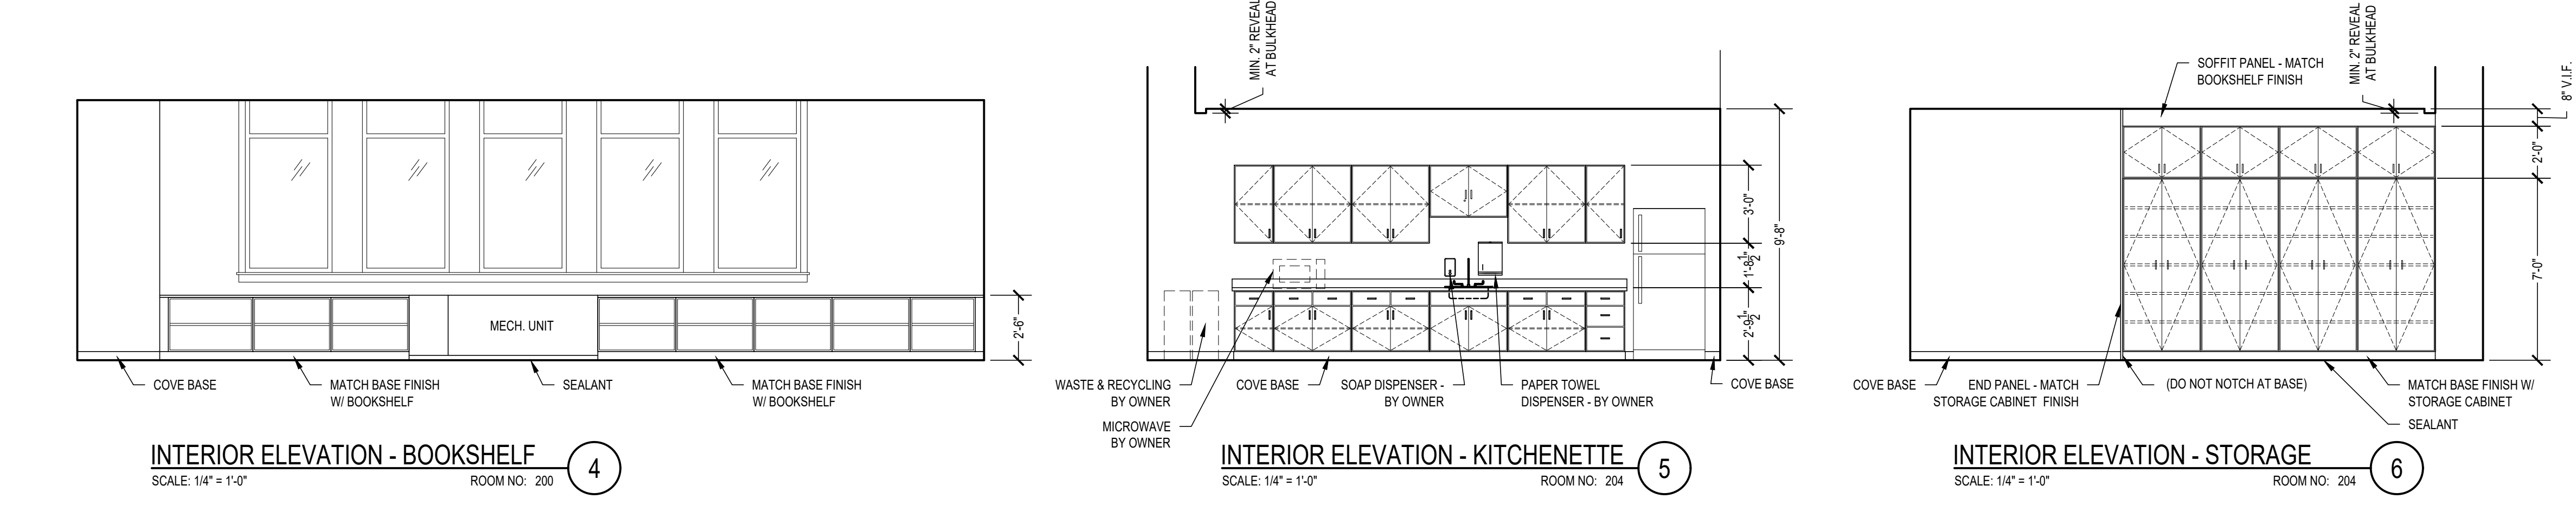 COVE BASE
MATCH BASE FINISH
W/ BOOKSHELF
MECH. UNIT
SEALANT
MATCH BASE FINISH
W/ BOOKSHELF
2'-6"
INTERIOR ELEVATION - BOOKSHELF
4
SCALE: 1/4" = 1'-0"
ROOM NO: 200
MIN. 2" REVEAL
AT BULKHEAD
3'-0"
1'-8 1/2"
2'-9 1/2"
9'-8"
WASTE & RECYCLING
BY OWNER
MICROWAVE
BY OWNER
COVE BASE
SOAP DISPENSER -
BY OWNER
PAPER TOWEL
DISPENSER - BY OWNER
COVE BASE
INTERIOR ELEVATION - KITCHENETTE
5
SCALE: 1/4" = 1'-0"
ROOM NO: 204
SOFFIT PANEL - MATCH
BOOKSHELF FINISH
MIN. 2" REVEAL
AT BULKHEAD
8" V.I.F.
2'-0"
7'-0"
COVE BASE
END PANEL - MATCH
STORAGE CABINET FINISH
(DO NOT NOTCH AT BASE)
MATCH BASE FINISH W/
STORAGE CABINET
SEALANT
INTERIOR ELEVATION - STORAGE
6
SCALE: 1/4" = 1'-0"
ROOM NO: 204